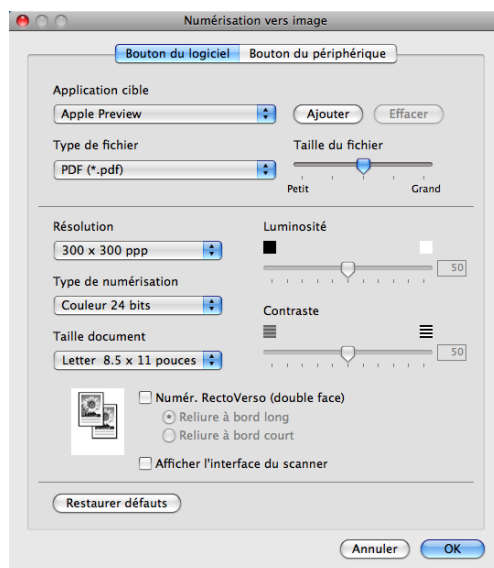 Numérisation vers image
Bouton du logiciel Bouton du périphérique
Application cible
Apple Preview Ajouter Effacer
Type de fichier Taille du fichier
PDF (*.pdf)
Petit Grand
Résolution Luminosité
300 x 300 ppp
50
Type de numérisation
Couleur 24 bits
Contraste
Taille document
Letter 8.5 x 11 pouces 50
Numér. RectoVerso (double face)
Reliure à bord long
Reliure à bord court
Afficher l'interface du scanner
Restaurer défauts
Annuler OK